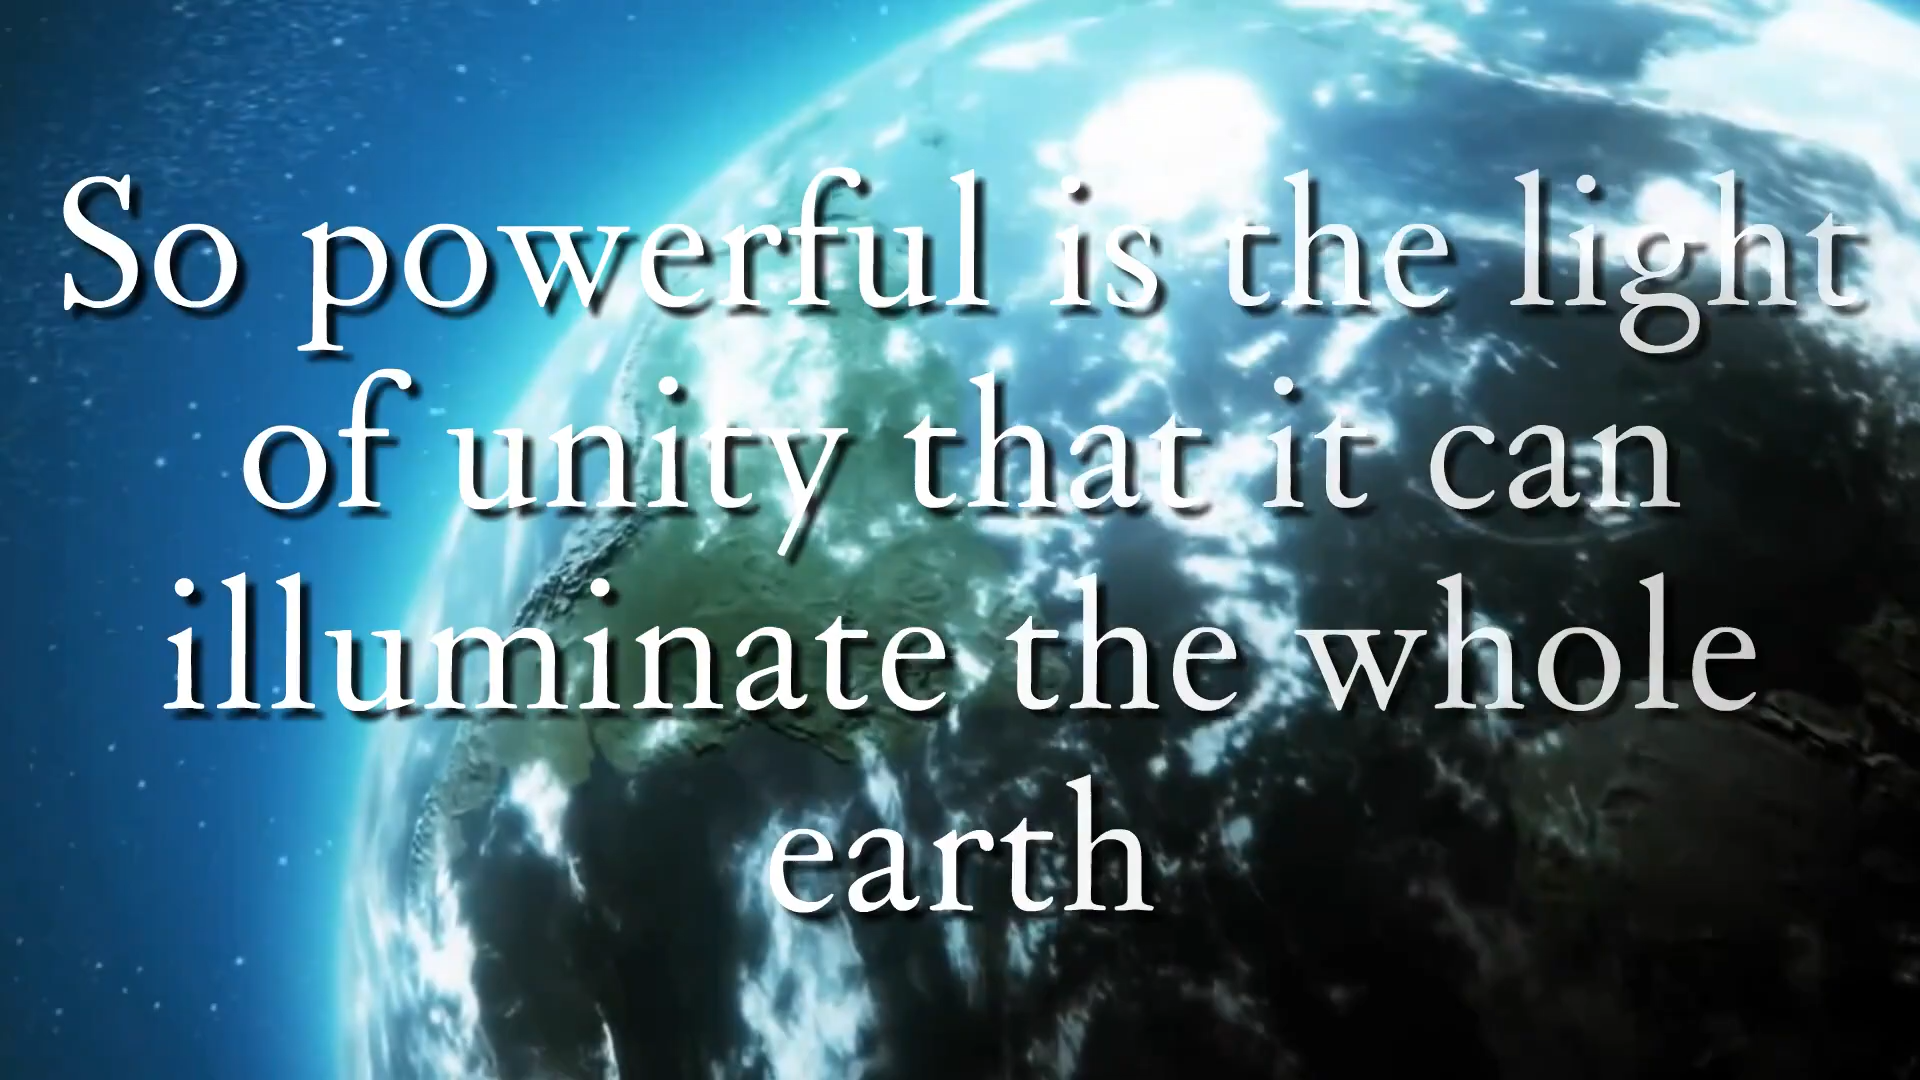 So powerful is the light
of unity that it can
illuminate the whole
earth